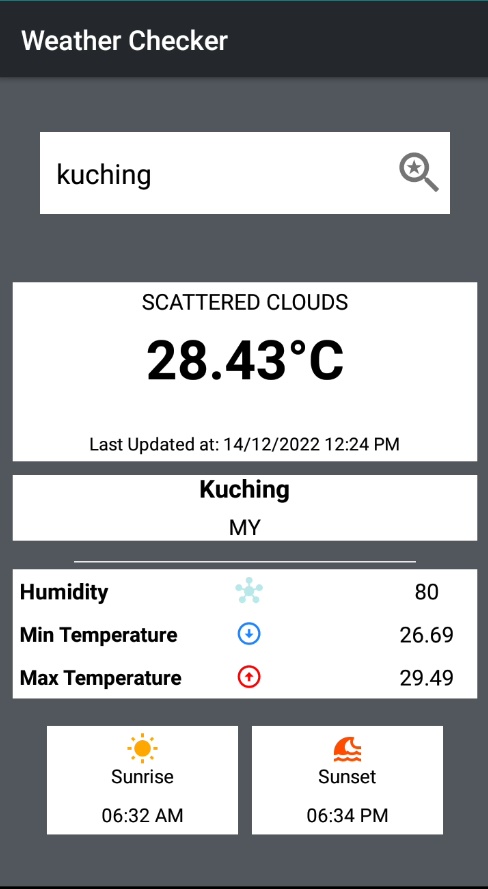 Weather Checker
kuching
SCATTERED CLOUDS
28.43°C
Last Updated at: 14/12/2022 12:24 PM
Kuching
MY
Humidity 80
Min Temperature 26.69
Max Temperature 29.49
Sunrise
06:32 AM
Sunset
06:34 PM